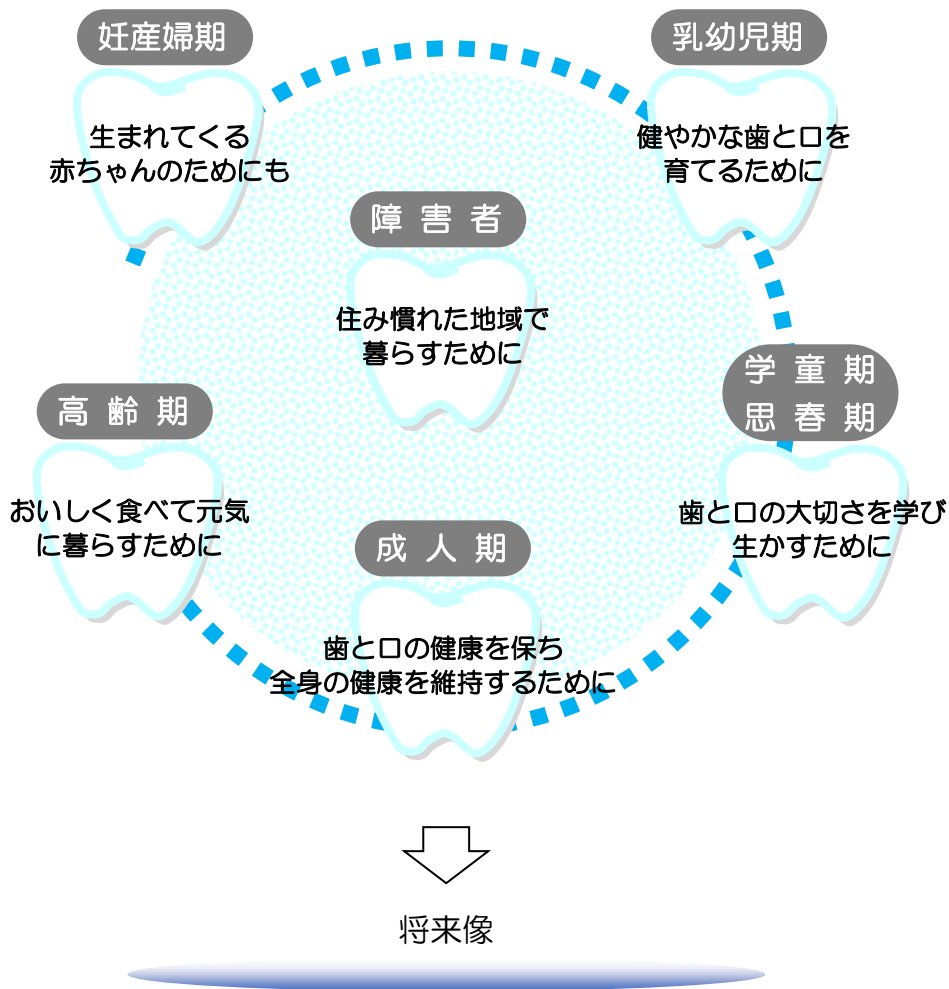 妊産婦期
生まれてくる
赤ちゃんのためにも
乳幼児期
健やかな歯と口を
育てるために
障害者
住み慣れた地域で
暮らすために
学童期
思春期
歯と口の大切さを学び
生かすために
高齢期
おいしく食べて元気
に暮らすために
成人期
歯と口の健康を保ち
全身の健康を維持するために
将来像